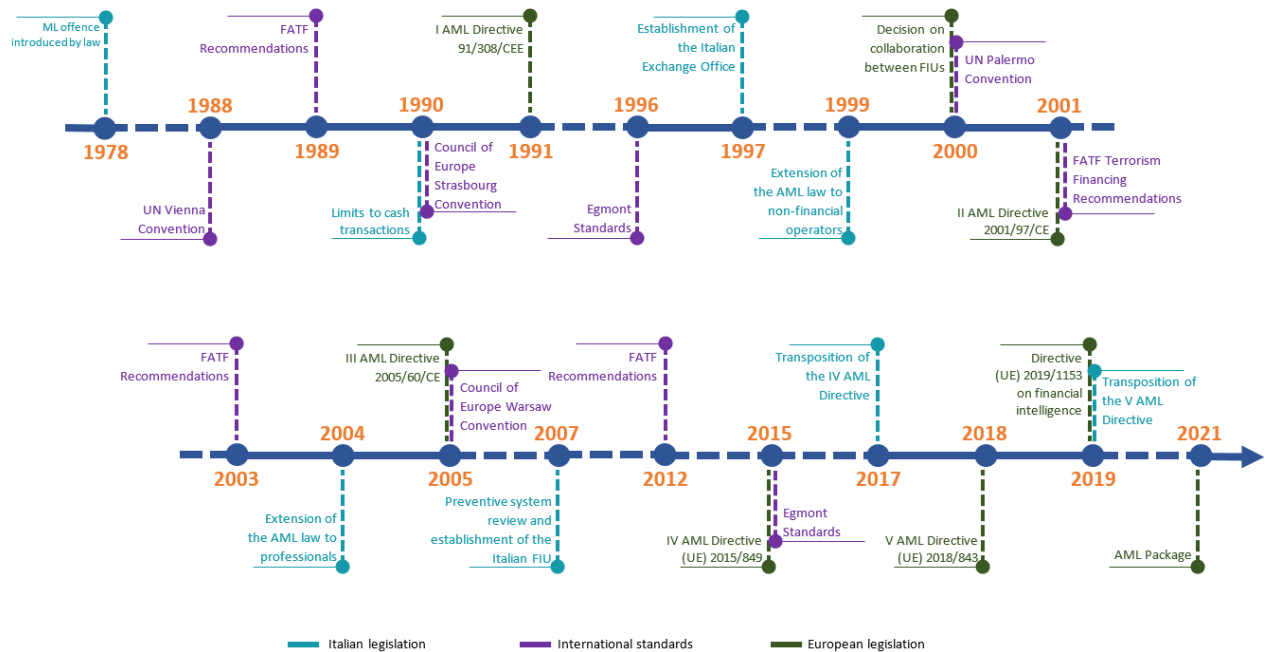 ML offence
introduced by law
FATF
Recommendations
I AML Directive
91/308/CEE
Establishment of
the Italian
Exchange Office
Decision on
collaboration
between FIUs
UN Palermo
Convention
1988
1990
1996
1999
2001
1978
1989
1991
1997
2000
UN Vienna
Convention
Limits to cash
transactions
Council of
Europe
Strasbourg
Convention
Egmont
Standards
Extension of
the AML law to
non-financial
operators
II AML Directive
2001/97/CE
FATF Terrorism
Financing
Recommendations
FATF
Recommendations
III AML Directive
2005/60/CE
Council of
Europe Warsaw
Convention
FATF
Recommendations
Transposition of
the IV AML
Directive
Directive
(UE) 2019/1153
on financial
intelligence
Transposition of
the V AML
Directive
2004
2007
2015
2018
2021
2003
2005
2012
2017
2019
Extension of
the AML law to
professionals
Preventive system
review and
establishment of the
Italian FIU
IV AML Directive
(UE) 2015/849
Egmont
Standards
V AML Directive
(UE) 2018/843
AML Package
Italian legislation
International standards
European legislation